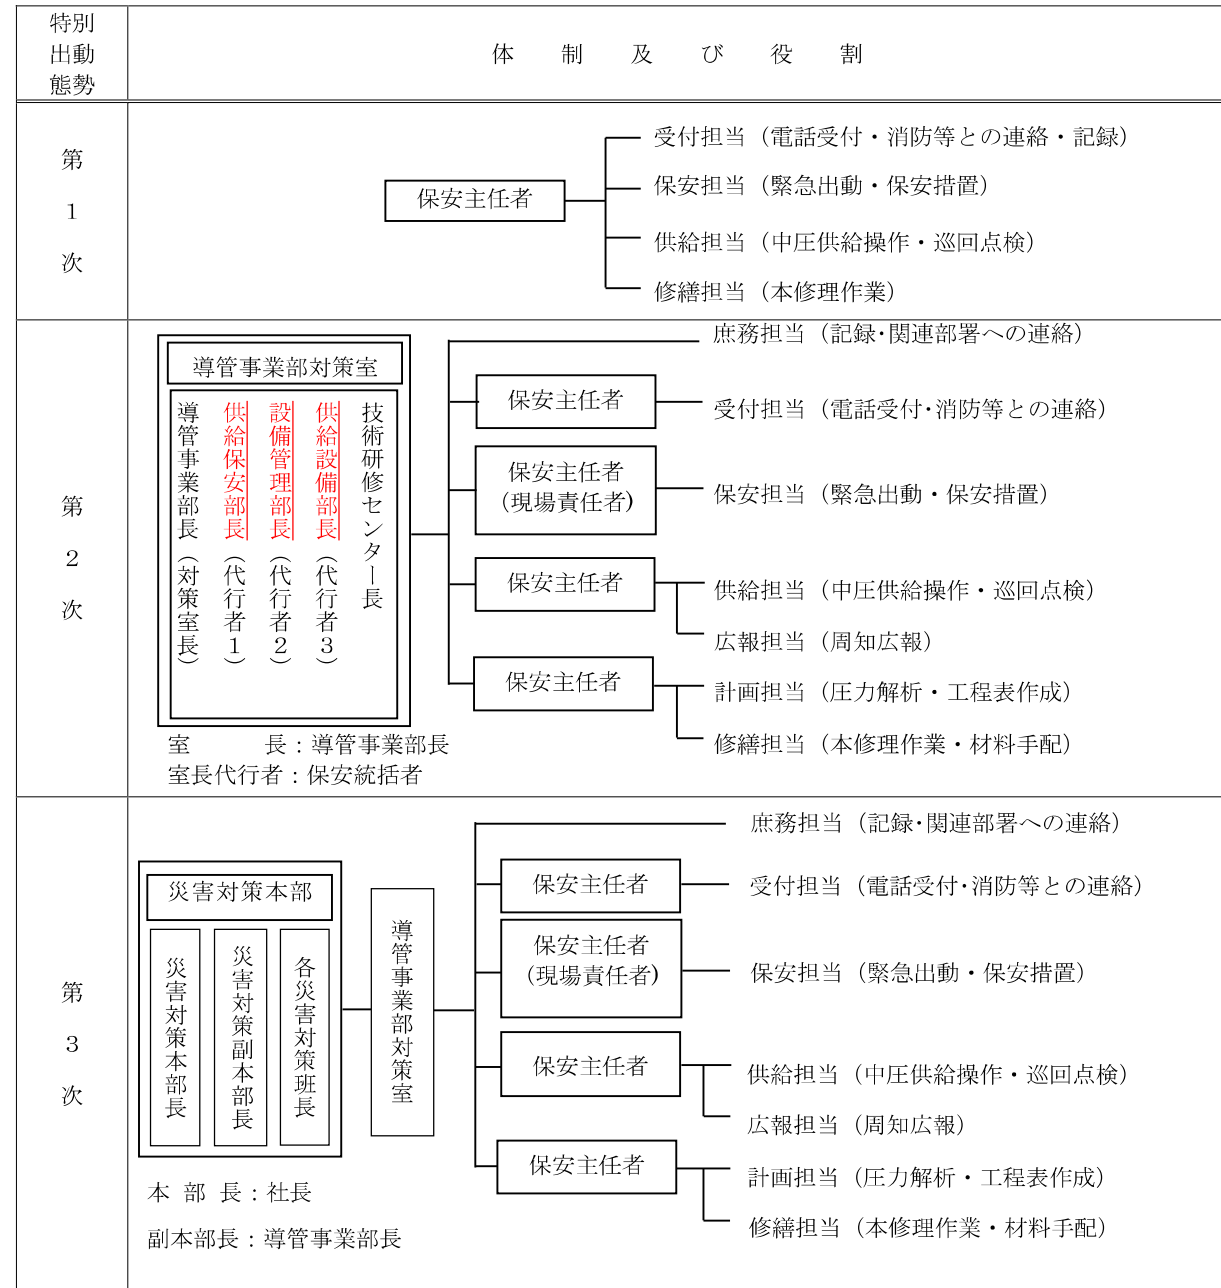 特別
出動
態勢
体制及び役割
第
1
次
保安主任者
受付担当（電話受付・消防等との連絡・記録）
保安担当（緊急出動・保安措置）
供給担当（中圧供給操作・巡回点検）
修繕担当（本修理作業）
第
2
次
導管事業部対策室
導管事業部長（対策室長）
供給保安部長（代行者1）
設備管理部長（代行者2）
供給設備部長（代行者3）
技術研修センター長
室　　　長：導管事業部長
室長代行者：保安統括者
庶務担当（記録・関連部署への連絡）
保安主任者
受付担当（電話受付・消防等との連絡）
保安主任者
(現場責任者)
保安担当（緊急出動・保安措置）
保安主任者
供給担当（中圧供給操作・巡回点検）
広報担当（周知広報）
保安主任者
計画担当（圧力解析・工程表作成）
修繕担当（本修理作業・材料手配）
第
3
次
災害対策本部
災害対策本部長
災害対策副本部長
各災害対策班長
導管事業部対策室
本 部 長：社長
副本部長：導管事業部長
庶務担当（記録・関連部署への連絡）
保安主任者
受付担当（電話受付・消防等との連絡）
保安主任者
(現場責任者)
保安担当（緊急出動・保安措置）
保安主任者
供給担当（中圧供給操作・巡回点検）
広報担当（周知広報）
保安主任者
計画担当（圧力解析・工程表作成）
修繕担当（本修理作業・材料手配）